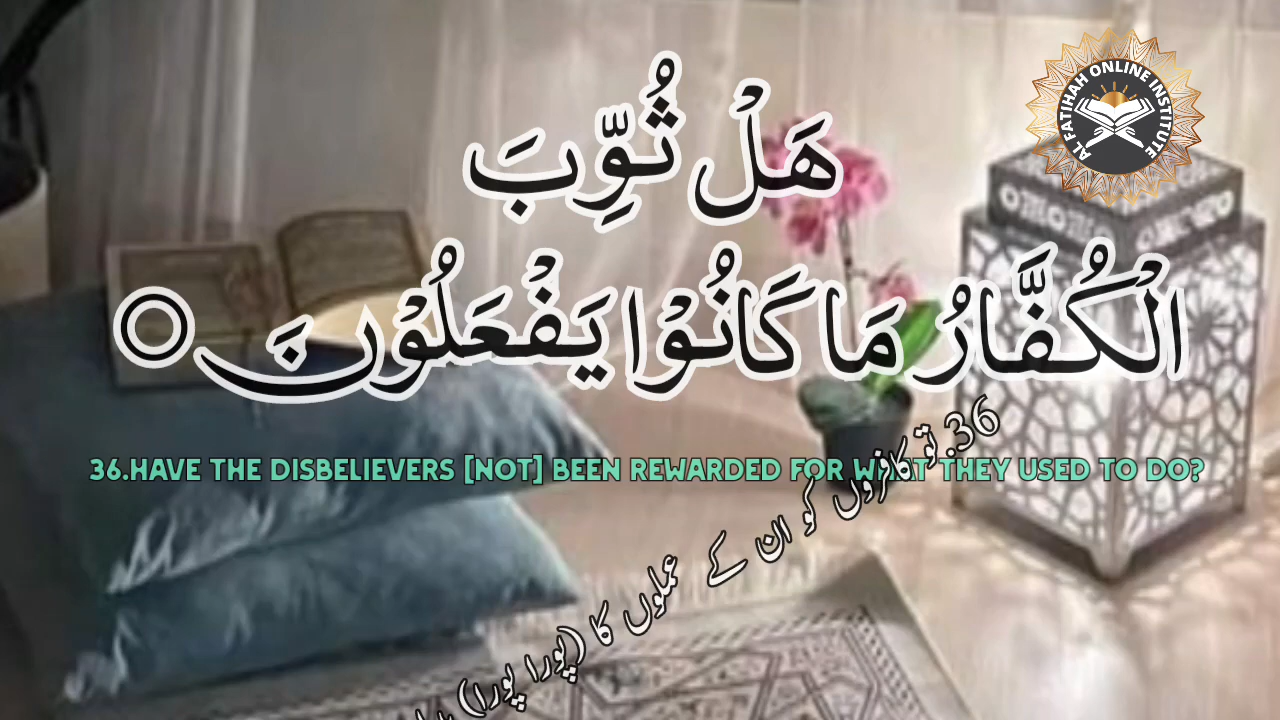 AL FATIHAH ONLINE INSTITUTE
هَلْ ثُوِّبَ
الْكُفَّارُ مَا كَانُوْا يَفْعَلُوْنَ ۝
36.HAVE THE DISBELIEVERS [NOT] BEEN REWARDED FOR WHAT THEY USED TO DO?
36.تو کافروں کو ان کے عملوں کا (پورا پورا)